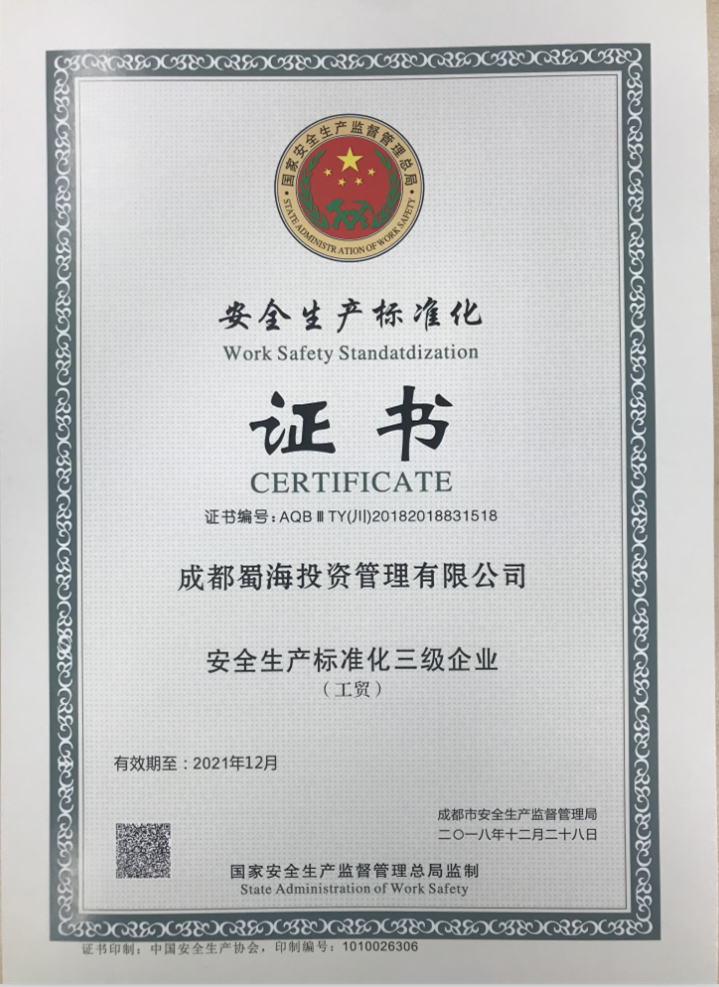 国家安全生产监督管理总局
STATE ADMINISTRATION OF WORK SAFETY
安全生产标准化
Work Safety Standatdization
证书
CERTIFICATE
证书编号：AQBⅢTY(川)20182018831518
成都蜀海投资管理有限公司
安全生产标准化三级企业
（工贸）
有效期至：2021年12月
成都市安全生产监督管理局
二〇一八年十二月二十八日
国家安全生产监督管理总局监制
State Administration of Work Safety
证书印制：中国安全生产协会，印制编号：1010026306